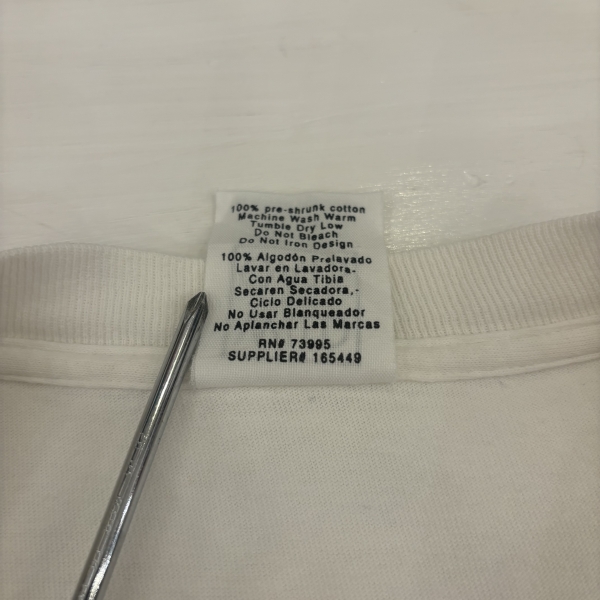 100% pre-shrunk cotton
Machine Wash Warm
Tumble Dry Low
Do Not Bleach
Do Not Iron Design
100% Algodón Prelavado
Lavar en Lavadora-
Con Agua Tibia
Secaren Secadora,-
Ciclo Delicado
No Usar Blanqueador
No Aplanchar Las Marcas
RN# 73995
SUPPLIER# 165449